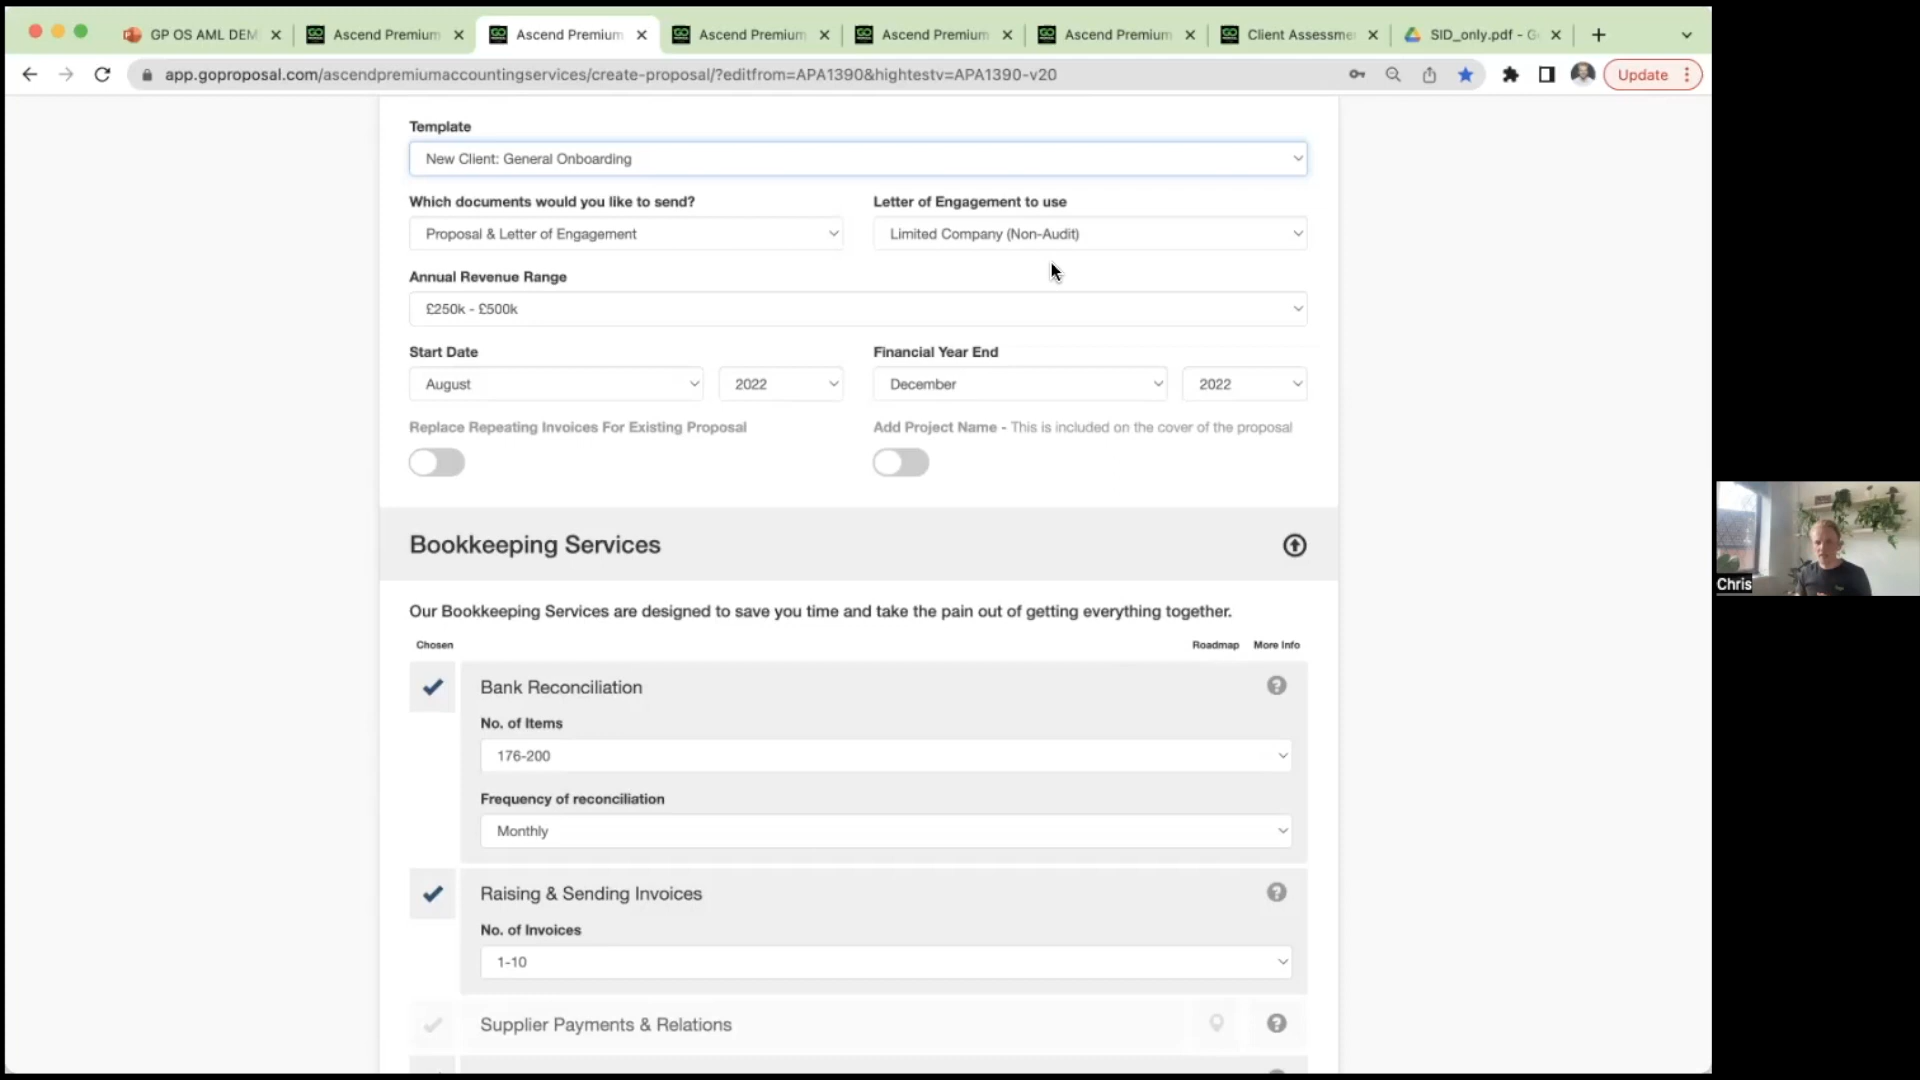 GP OS AML DEM
Ascend Premium
Ascend Premium
Ascend Premium
Ascend Premium
Ascend Premium
Client Assessme
SID_only.pdf - G
app.goproposal.com/ascendpremiumaccountingservices/create-proposal/?editfrom=APA1390&hightestv=APA1390-v20
Update
Template
New Client: General Onboarding
Which documents would you like to send?
Letter of Engagement to use
Proposal & Letter of Engagement
Limited Company (Non-Audit)
Annual Revenue Range
£250k - £500k
Start Date
Financial Year End
August
2022
December
2022
Replace Repeating Invoices For Existing Proposal
Add Project Name - This is included on the cover of the proposal
Bookkeeping Services
Our Bookkeeping Services are designed to save you time and take the pain out of getting everything together.
Chosen
Roadmap
More Info
Bank Reconciliation
No. of Items
176-200
Frequency of reconciliation
Monthly
Raising & Sending Invoices
No. of Invoices
1-10
Supplier Payments & Relations
Chris